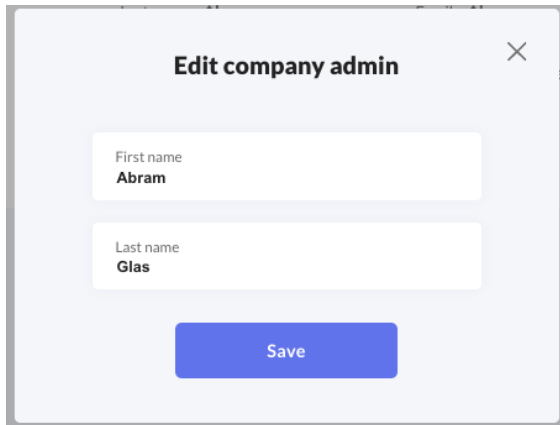 Edit company admin
First name
Abram
Last name
Glas
Save